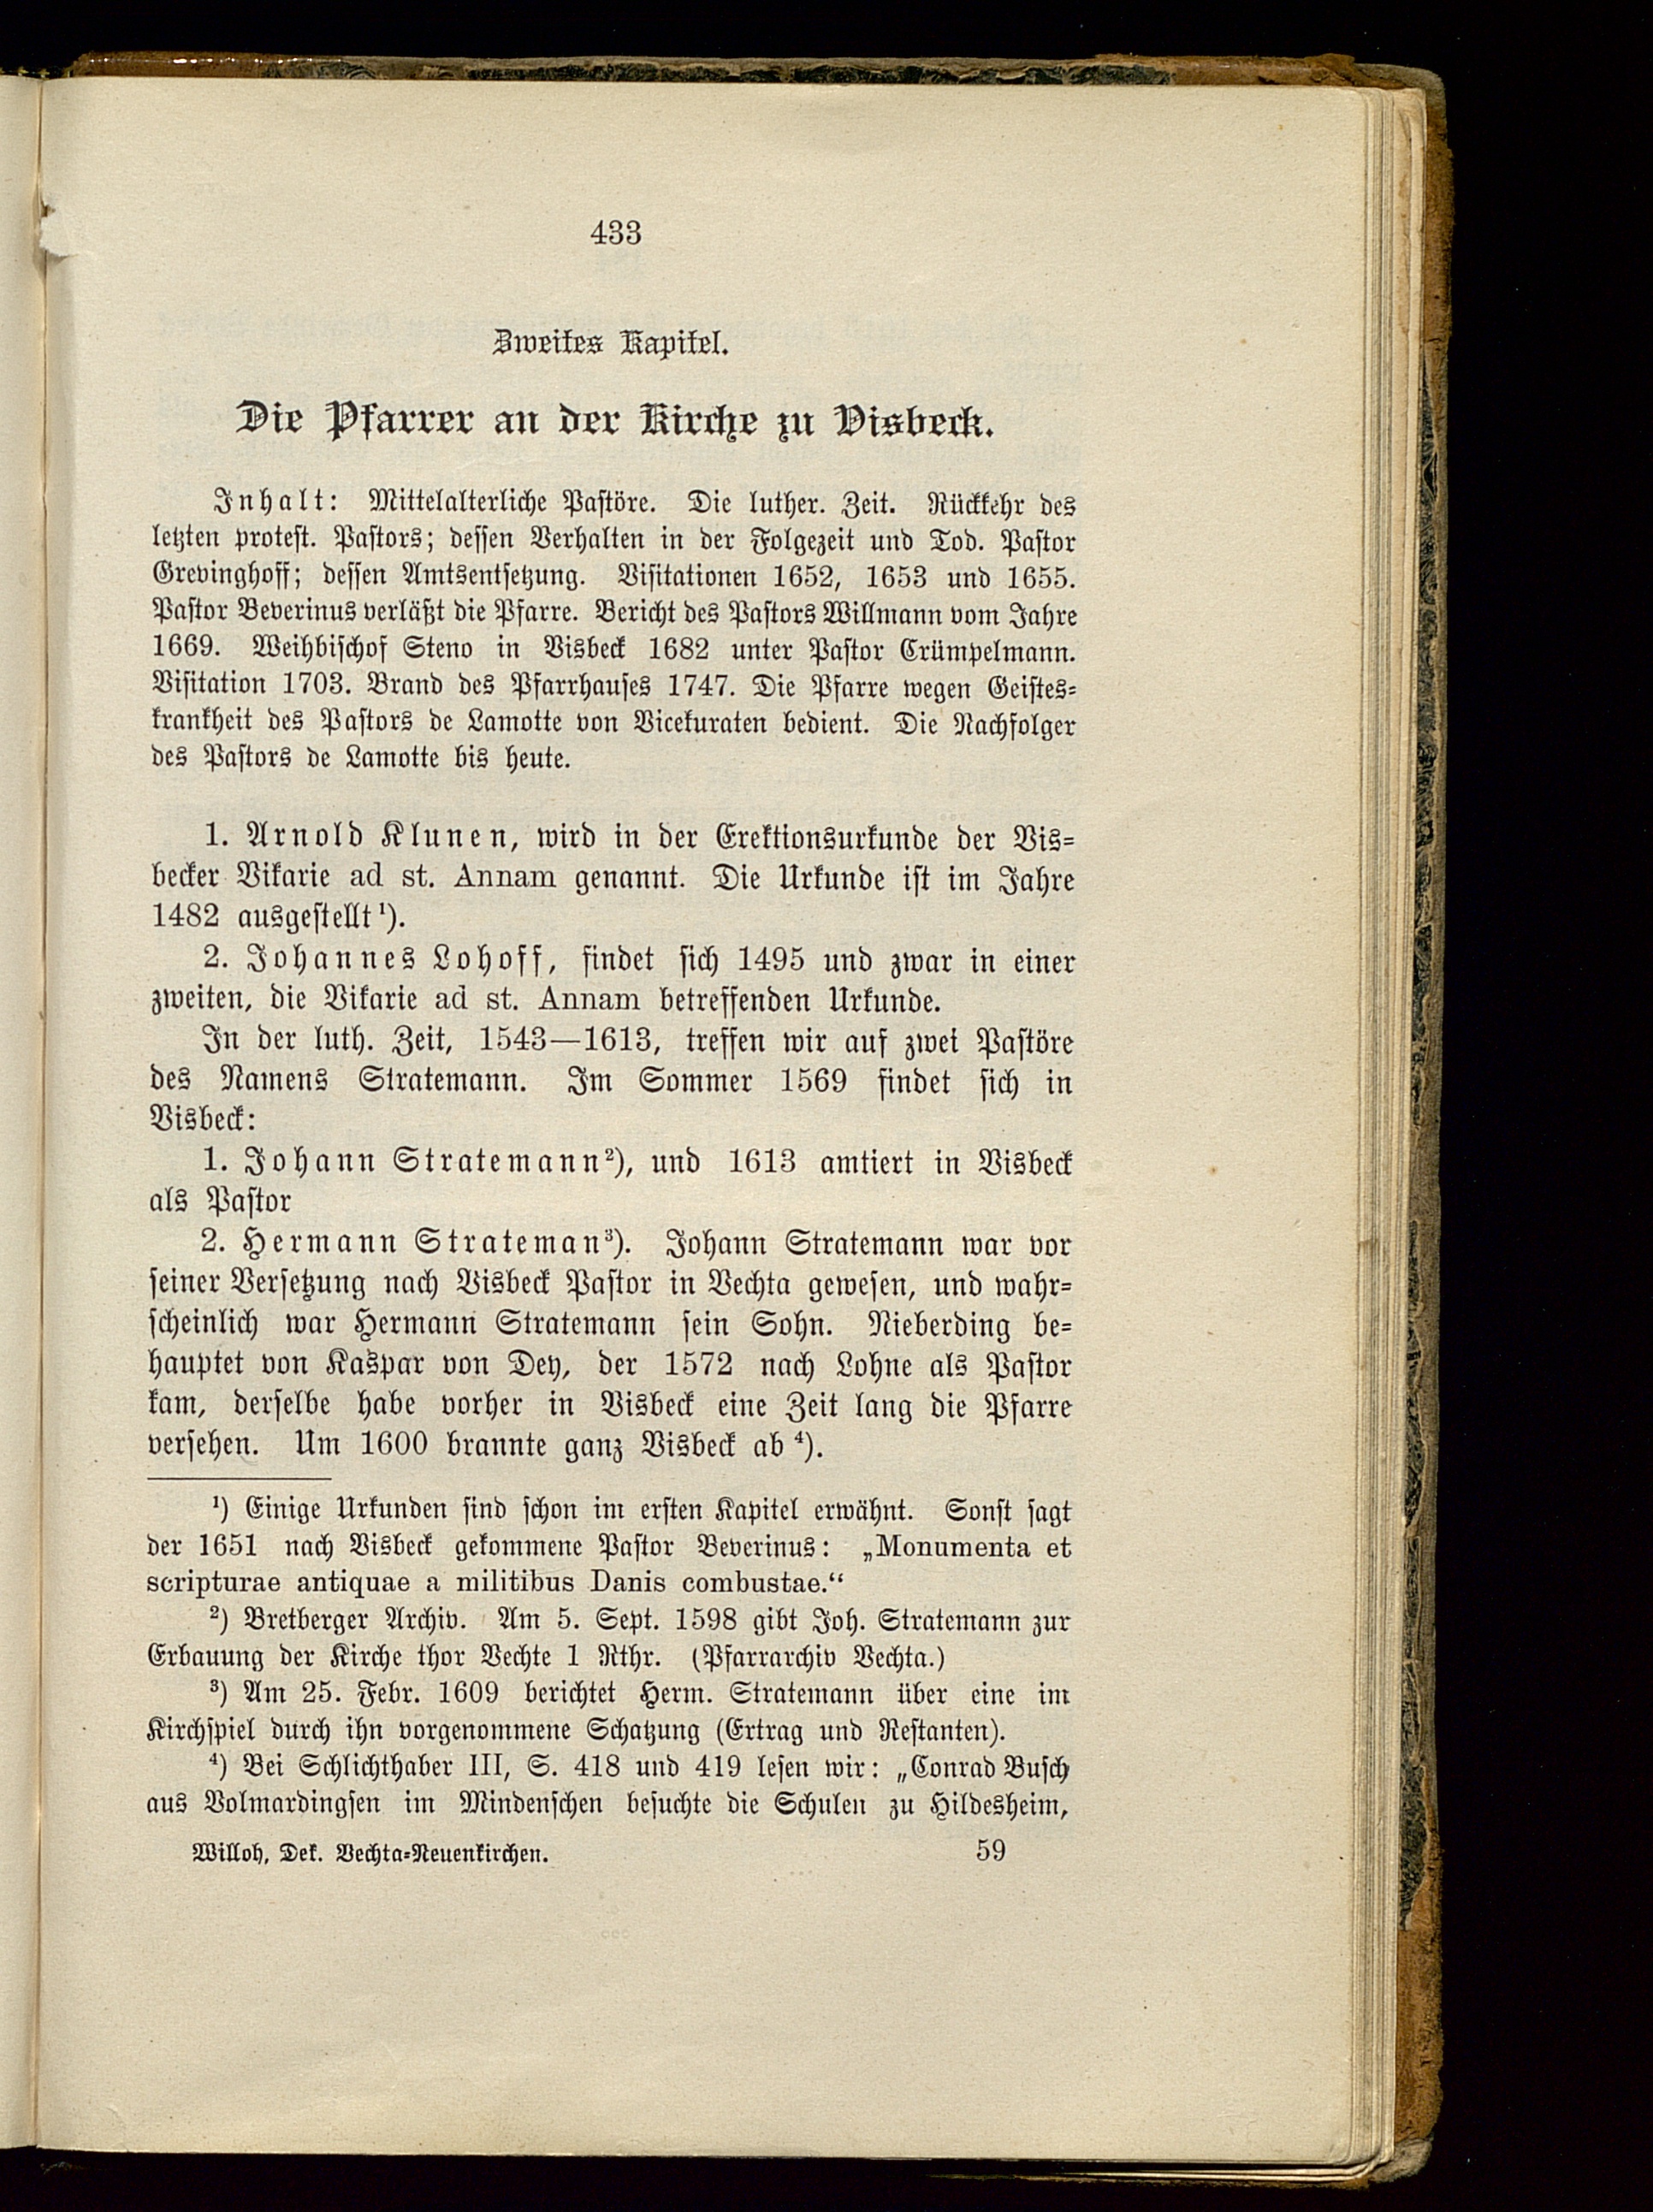 433
Zweites Kapitel.
Die Pfarrer an der Kirche zu Visbeck.
Inhalt: Mittelalterliche Pastöre. Die luther. Zeit. Rückkehr des
letzten protest. Pastors; dessen Verhalten in der Folgezeit und Tod. Pastor
Grevinghoff; dessen Amtsentsetzung. Visitationen 1652, 1653 und 1655.
Pastor Beverinus verläßt die Pfarre. Bericht des Pastors Willmann vom Jahre
1669. Weihbischof Steno in Visbeck 1682 unter Pastor Crümpelmann.
Visitation 1703. Brand des Pfarrhauses 1747. Die Pfarre wegen Geistes=
krankheit des Pastors de Lamotte von Vicekuraten bedient. Die Nachfolger
des Pastors de Lamotte bis heute.
1. Arnold Klunen, wird in der Erektionsurkunde der Vis=
becker Vikarie ad st. Annam genannt. Die Urkunde ist im Jahre
1482 ausgestellt ¹).
2. Johannes Lohoff, findet sich 1495 und zwar in einer
zweiten, die Vikarie ad st. Annam betreffenden Urkunde.
In der luth. Zeit, 1543—1613, treffen wir auf zwei Pastöre
des Namens Stratemann. Im Sommer 1569 findet sich in
Visbeck:
1. Johann Stratemann²), und 1613 amtiert in Visbeck
als Pastor
2. Hermann Strateman³). Johann Stratemann war vor
seiner Versetzung nach Visbeck Pastor in Vechta gewesen, und wahr=
scheinlich war Hermann Stratemann sein Sohn. Nieberding be=
hauptet von Kaspar von Dey, der 1572 nach Lohne als Pastor
kam, derselbe habe vorher in Visbeck eine Zeit lang die Pfarre
versehen. Um 1600 brannte ganz Visbeck ab ⁴).
¹) Einige Urkunden sind schon im ersten Kapitel erwähnt. Sonst sagt
der 1651 nach Visbeck gekommene Pastor Beverinus: „Monumenta et
scripturae antiquae a militibus Danis combustae.“
²) Bretberger Archiv. Am 5. Sept. 1598 gibt Joh. Stratemann zur
Erbauung der Kirche thor Vechte 1 Rthr. (Pfarrarchiv Vechta.)
³) Am 25. Febr. 1609 berichtet Herm. Stratemann über eine im
Kirchspiel durch ihn vorgenommene Schatzung (Ertrag und Restanten).
⁴) Bei Schlichthaber III, S. 418 und 419 lesen wir: „Conrad Busch
aus Volmardingsen im Mindenschen besuchte die Schulen zu Hildesheim,
Willoh, Dek. Vechta=Neuenkirchen. 59